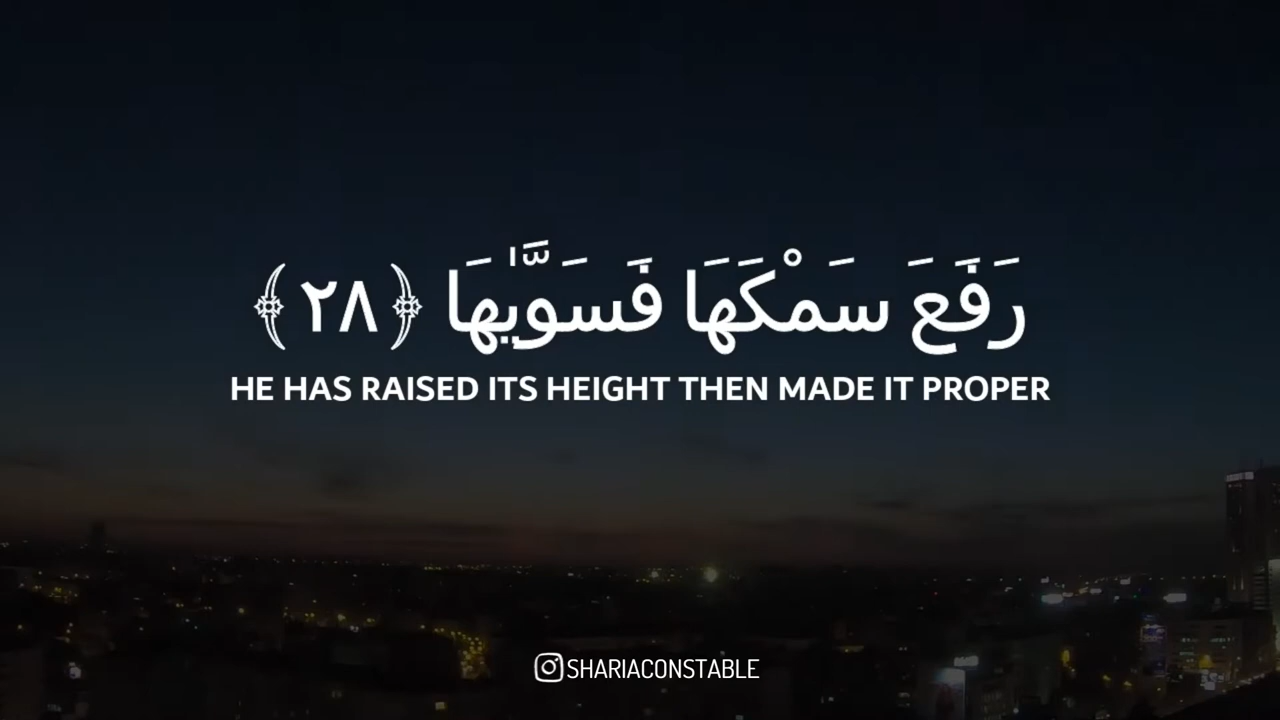 رَفَعَ سَمْكَهَا فَسَوَّىٰهَا ﴿٢٨﴾
HE HAS RAISED ITS HEIGHT THEN MADE IT PROPER
SHARIACONSTABLE